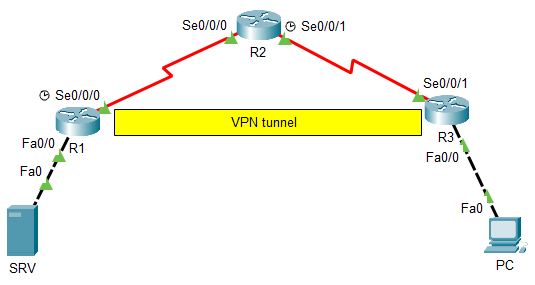 Se0/0/0
Se0/0/1
R2
Se0/0/0
Se0/0/1
VPN tunnel
R1
R3
Fa0/0
Fa0/0
Fa0
Fa0
SRV
PC